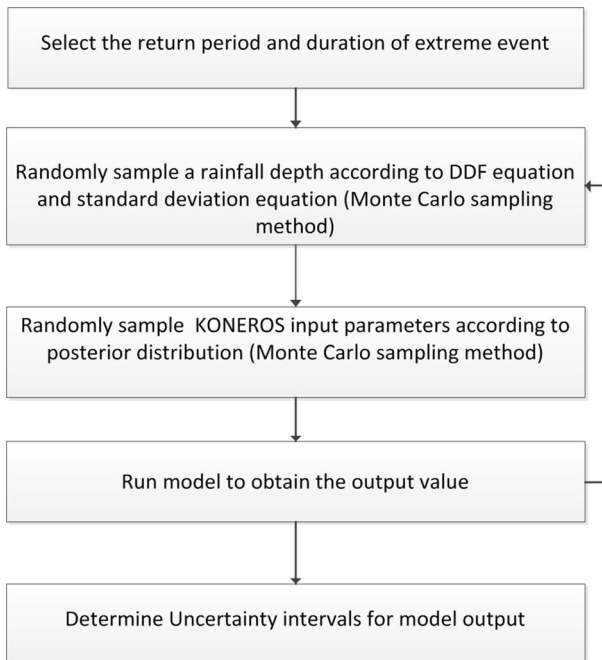 Select the return period and duration of extreme event
Randomly sample a rainfall depth according to DDF equation
and standard deviation equation (Monte Carlo sampling
method)
Randomly sample KONEROS input parameters according to
posterior distribution (Monte Carlo sampling method)
Run model to obtain the output value
Determine Uncertainty intervals for model output